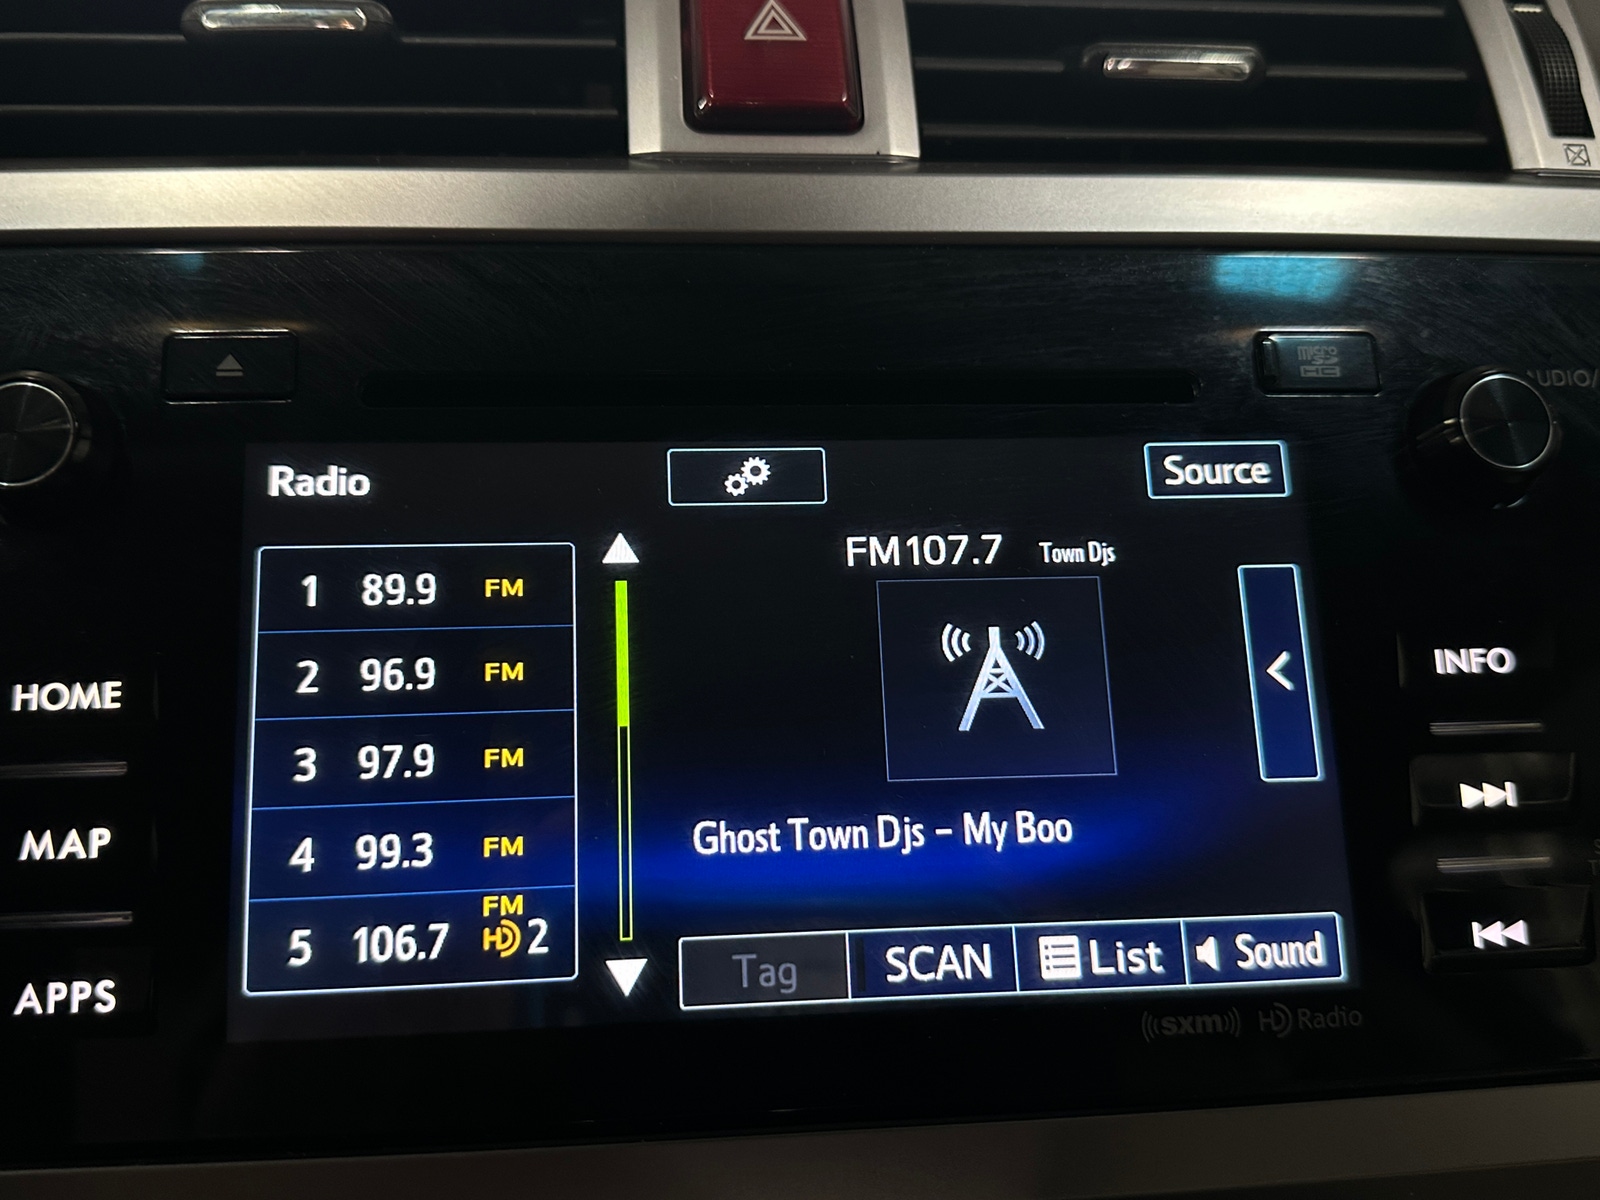 micro
HC
AUDIO/
Radio
Source
FM107.7 Town Djs
1 89.9 FM
2 96.9 FM
3 97.9 FM
4 99.3 FM
5 106.7 FM HD 2
Ghost Town Djs – My Boo
Tag
SCAN
List
Sound
HOME
MAP
APPS
INFO
((sxm)) HD Radio